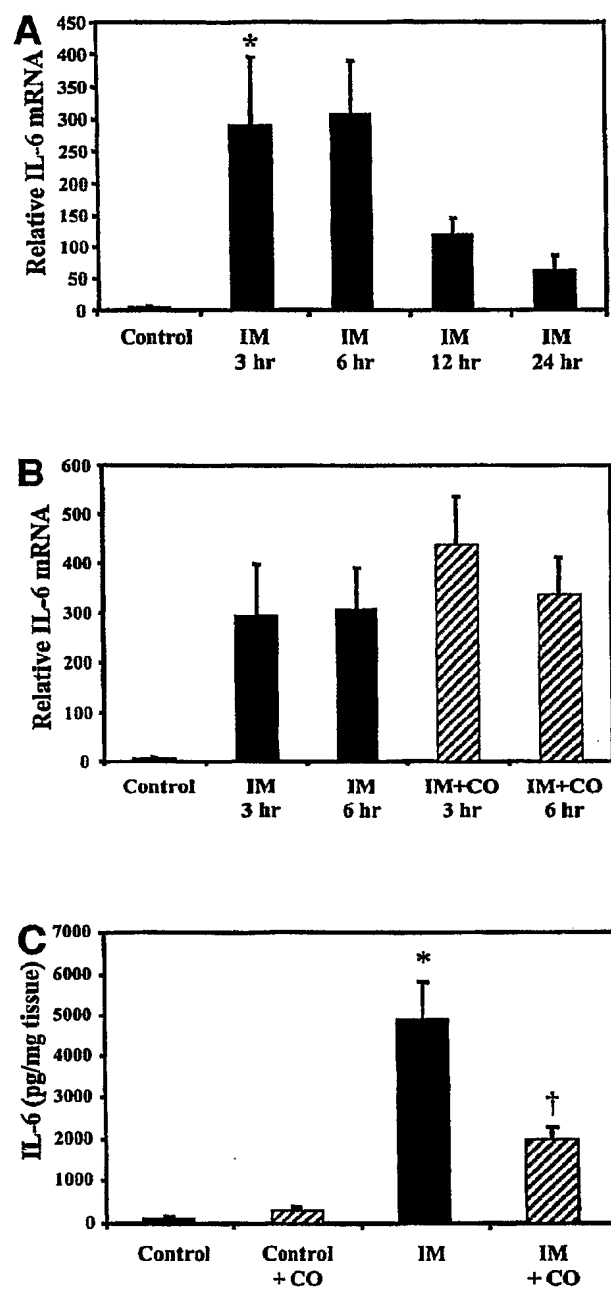 A
Relative IL-6 mRNA
450
400
350
300
250
200
150
100
50
0
*
Control IM IM IM IM
3 hr 6 hr 12 hr 24 hr
B
Relative IL-6 mRNA
600
500
400
300
200
100
0
Control IM IM IM+CO IM+CO
3 hr 6 hr 3 hr 6 hr
C
IL-6 (pg/mg tissue)
7000
6000
5000
4000
3000
2000
1000
0
*
†
Control Control IM IM
+ CO + CO